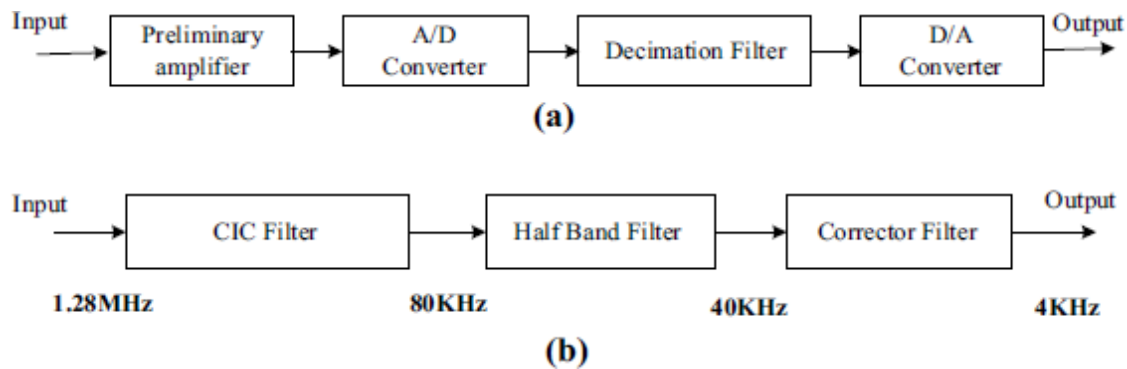 Input
Preliminary
amplifier
A/D
Converter
Decimation Filter
D/A
Converter
Output
(a)
Input
CIC Filter
Half Band Filter
Corrector Filter
Output
1.28MHz
80KHz
40KHz
4KHz
(b)